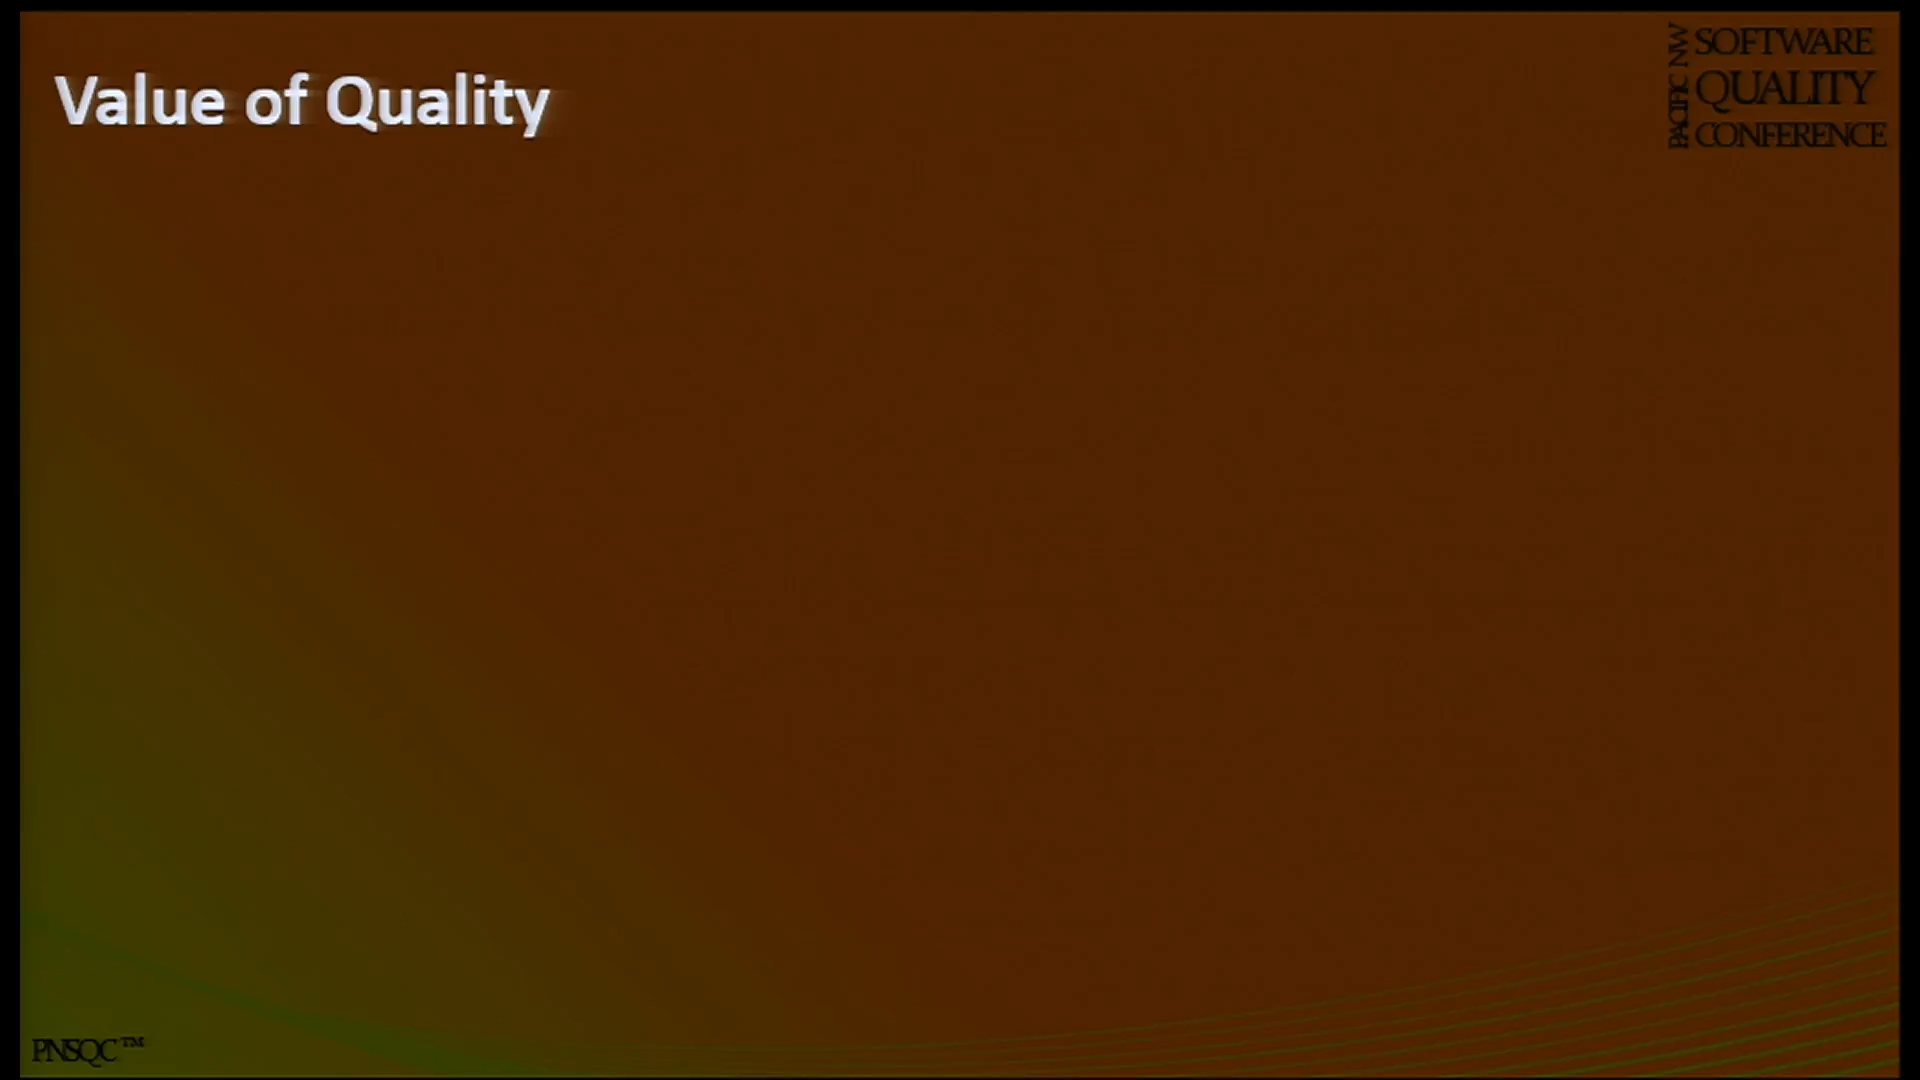 Value of Quality
PACIFIC NW
SOFTWARE
QUALITY
CONFERENCE
PNSQC™